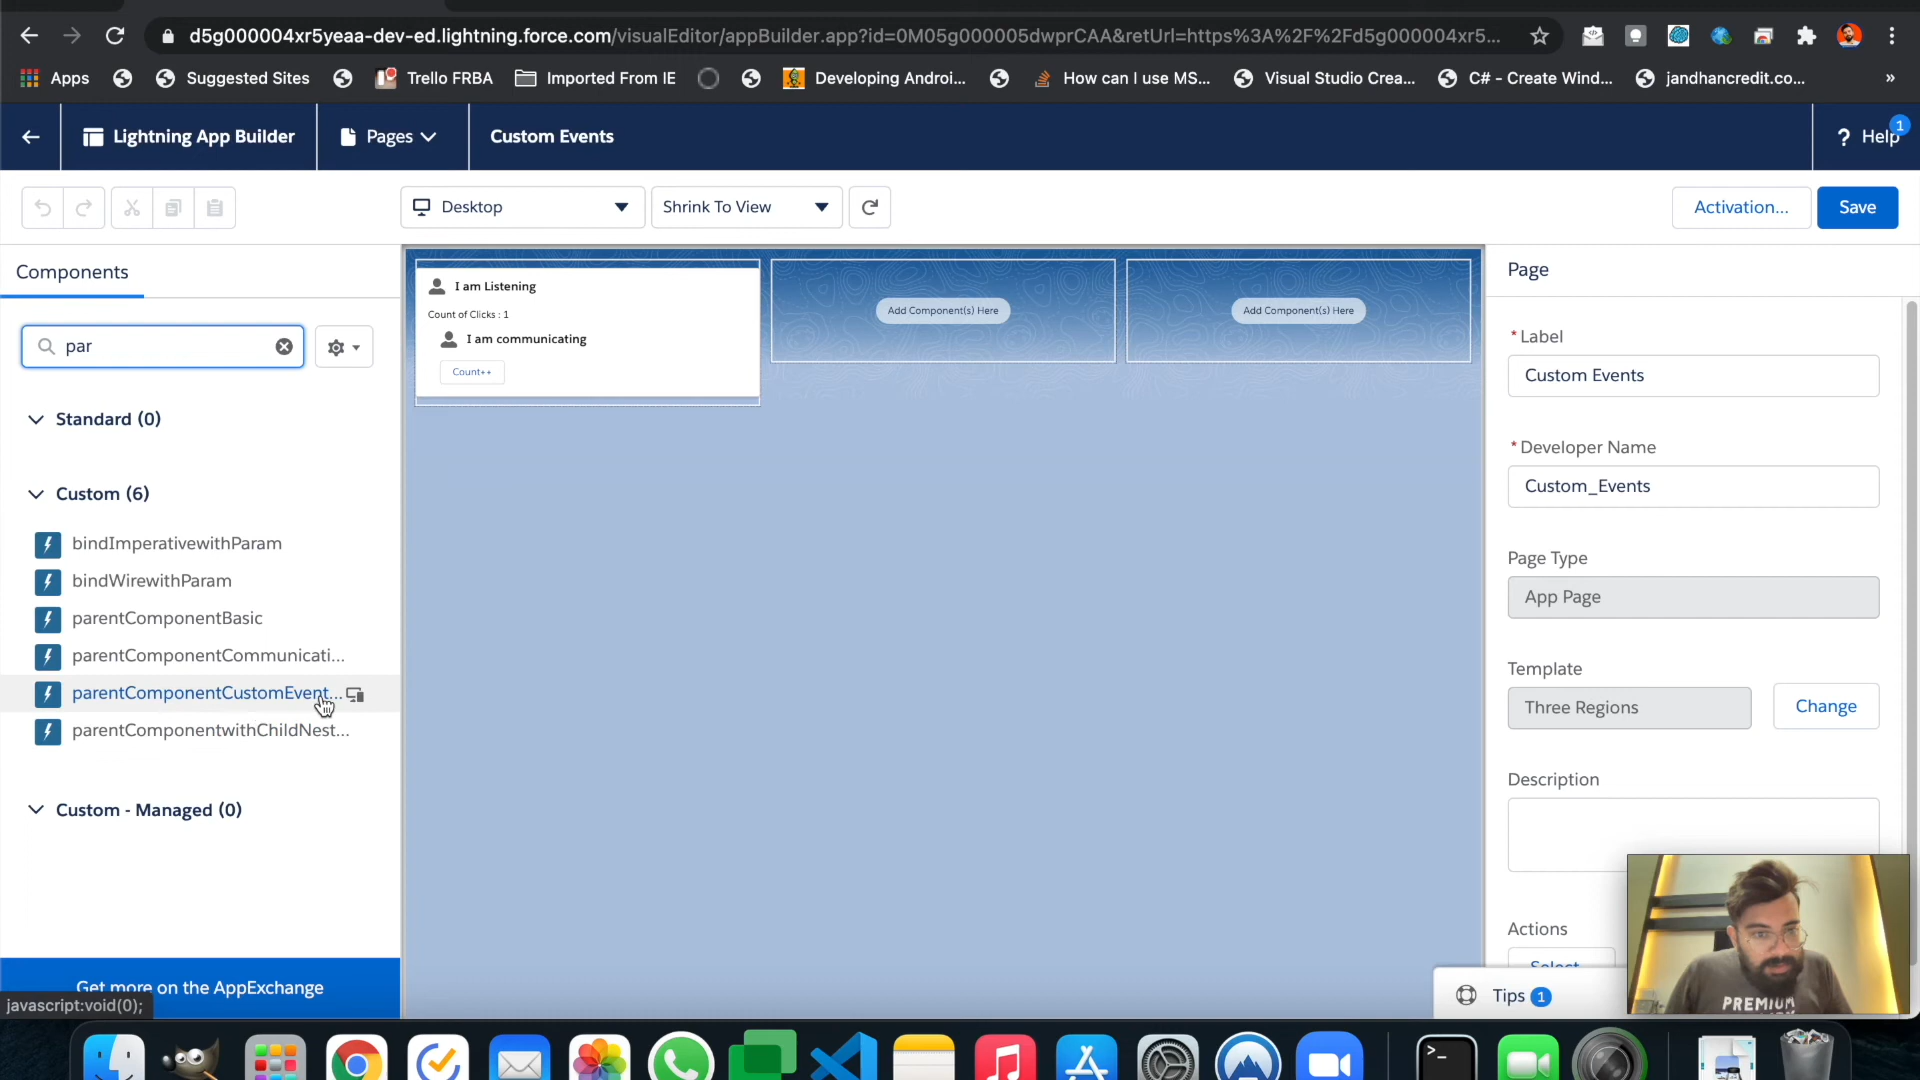 d5g000004xr5yeaa-dev-ed.lightning.force.com/visualEditor/appBuilder.app?id=0M05g000005dwprCAA&retUrl=https%3A%2F%2Fd5g000004xr5...
Apps
Suggested Sites
Trello FRBA
Imported From IE
Developing Androi...
How can I use MS...
Visual Studio Crea...
C# - Create Wind...
jandhancredit.co...
»
Lightning App Builder
Pages
Custom Events
? Help
1
Desktop
Shrink To View
Activation...
Save
Components
par
Standard (0)
Custom (6)
bindImperativewithParam
bindWirewithParam
parentComponentBasic
parentComponentCommunicati...
parentComponentCustomEvent...
parentComponentwithChildNest...
Custom - Managed (0)
Get more on the AppExchange
javascript:void(0);
I am Listening
Count of Clicks : 1
I am communicating
Count++
Add Component(s) Here
Add Component(s) Here
Page
*Label
Custom Events
*Developer Name
Custom_Events
Page Type
App Page
Template
Three Regions
Change
Description
Actions
Select
Tips 1
PREMIUM